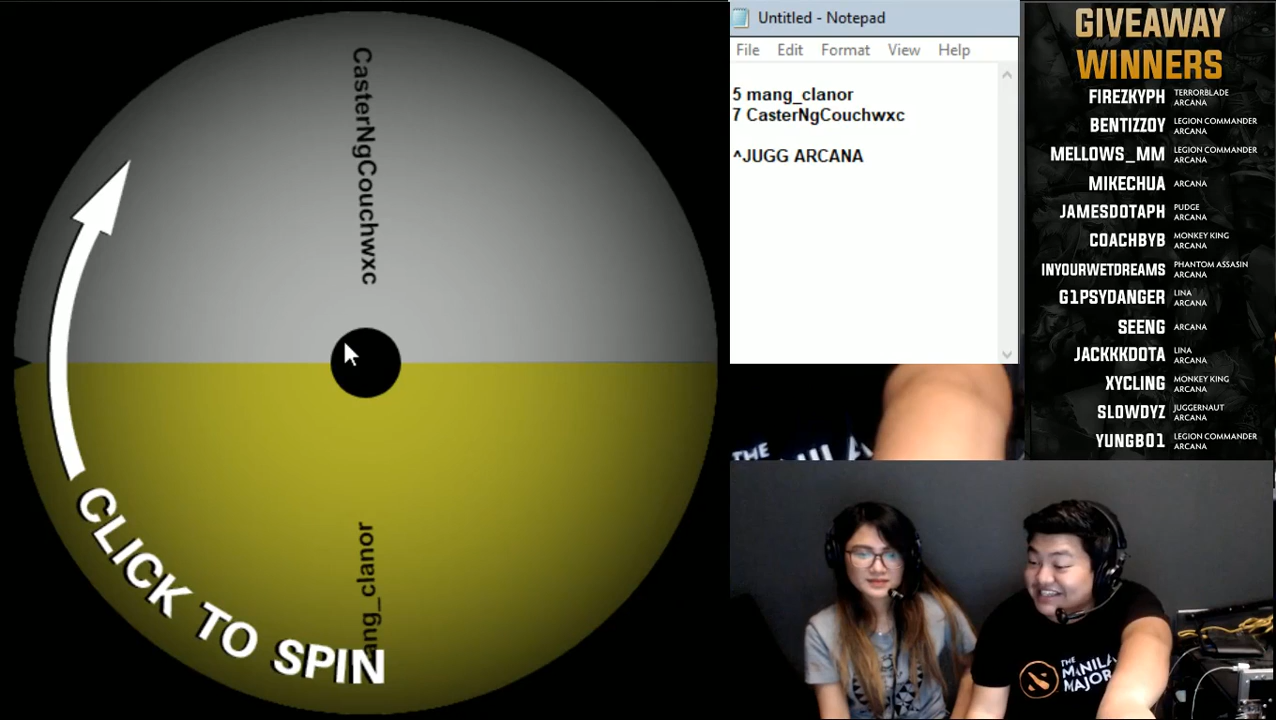 CasterNgCouchwxc
ang_clanor
CLICK TO SPIN
Untitled - Notepad
File Edit Format View Help
5 mang_clanor
7 CasterNgCouchwxc
^JUGG ARCANA
GIVEAWAY
WINNERS
FIREZKYPH TERRORBLADE ARCANA
BENTIZZOY LEGION COMMANDER ARCANA
MELLOWS_MM LEGION COMMANDER ARCANA
MIKECHUA ARCANA
JAMESDOTAPH PUDGE ARCANA
COACHBYB MONKEY KING ARCANA
INYOURWETDREAMS PHANTOM ASSASIN ARCANA
G1PSYDANGER LINA ARCANA
SEENG ARCANA
JACKKKDOTA LINA ARCANA
XYCLING MONKEY KING ARCANA
SLOWDYZ JUGGERNAUT ARCANA
YUNGB01 LEGION COMMANDER ARCANA
THE
MANILA
THE
MANILA
MAJOR